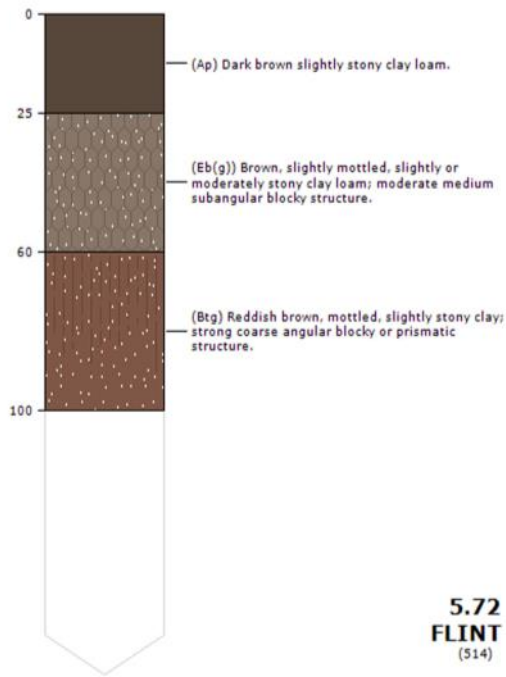 0
(Ap) Dark brown slightly stony clay loam.
25
(Eb(g)) Brown, slightly mottled, slightly or
moderately stony clay loam; moderate medium
subangular blocky structure.
60
(Btg) Reddish brown, mottled, slightly stony clay;
strong coarse angular blocky or prismatic
structure.
100
5.72
FLINT
(514)